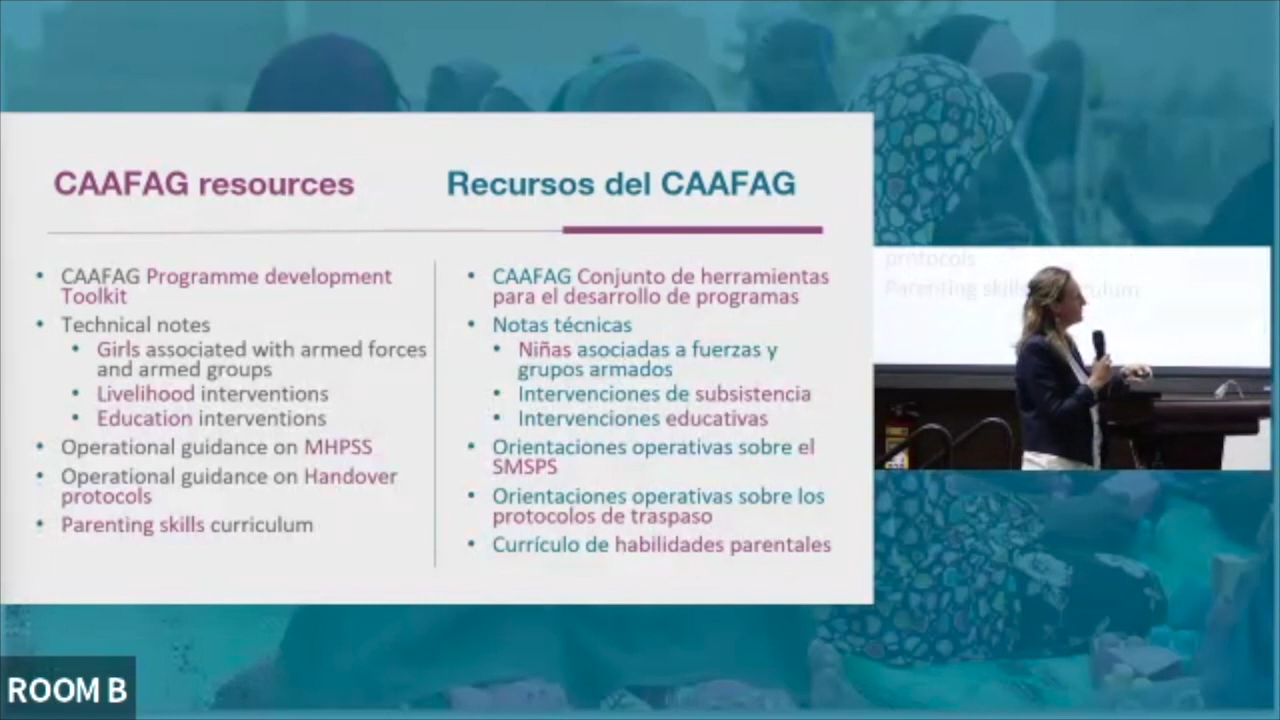 CAAFAG resources
CAAFAG Programme development
Toolkit
Technical notes
Girls associated with armed forces
and armed groups
Livelihood interventions
Education interventions
Operational guidance on MHPSS
Operational guidance on Handover
protocols
Parenting skills curriculum
Recursos del CAAFAG
CAAFAG Conjunto de herramientas
para el desarrollo de programas
Notas técnicas
Niñas asociadas a fuerzas y
grupos armados
Intervenciones de subsistencia
Intervenciones educativas
Orientaciones operativas sobre el
SMSPS
Orientaciones operativas sobre los
protocolos de traspaso
Currículo de habilidades parentales
protocols
Parenting skills
ROOM B